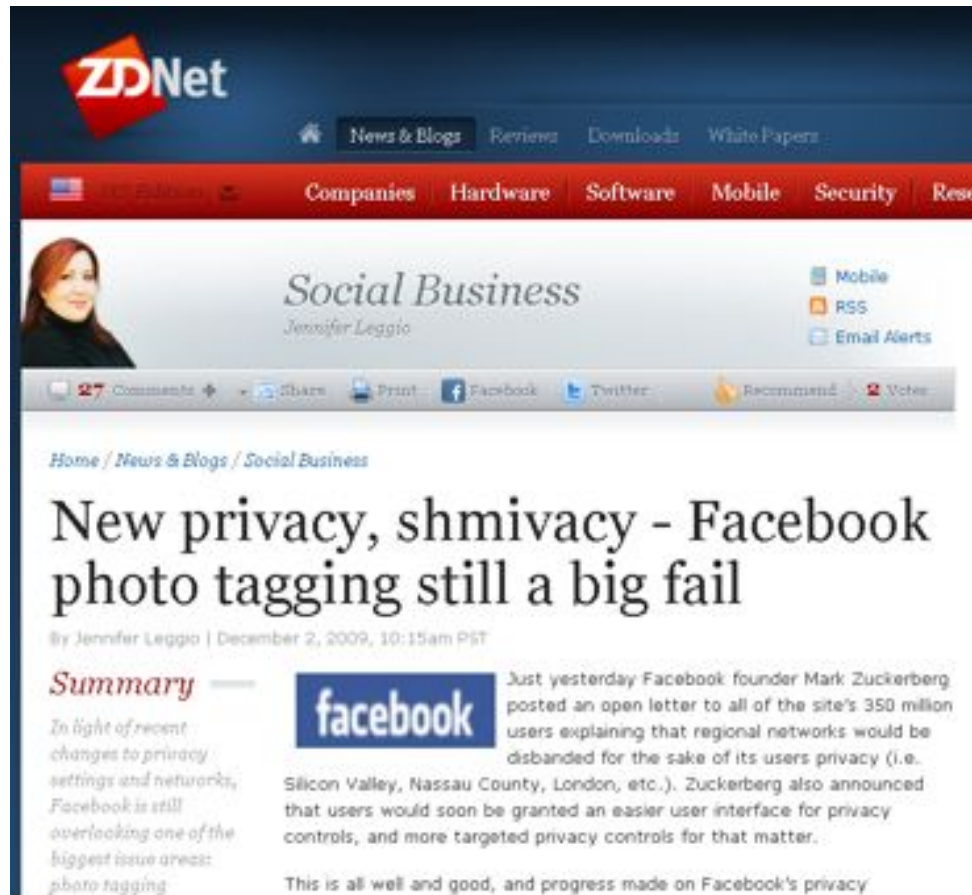 ZDNet
News & Blogs Reviews Downloads White Papers
US Edition Companies Hardware Software Mobile Security Rese
Social Business
Jennifer Leggio
Mobile
RSS
Email Alerts
27 Comments Share Print Facebook Twitter Recommend 2 Votes
Home / News & Blogs / Social Business
New privacy, shmivacy - Facebook
photo tagging still a big fail
By Jennifer Leggio | December 2, 2009, 10:15am PST
Summary
In light of recent
changes to privacy
settings and networks,
Facebook is still
overlooking one of the
biggest issue areas:
photo tagging
facebook
Just yesterday Facebook founder Mark Zuckerberg
posted an open letter to all of the site's 350 million
users explaining that regional networks would be
disbanded for the sake of its users privacy (i.e.
Silicon Valley, Nassau County, London, etc.). Zuckerberg also announced
that users would soon be granted an easier user interface for privacy
controls, and more targeted privacy controls for that matter.
This is all well and good, and progress made on Facebook's privacy